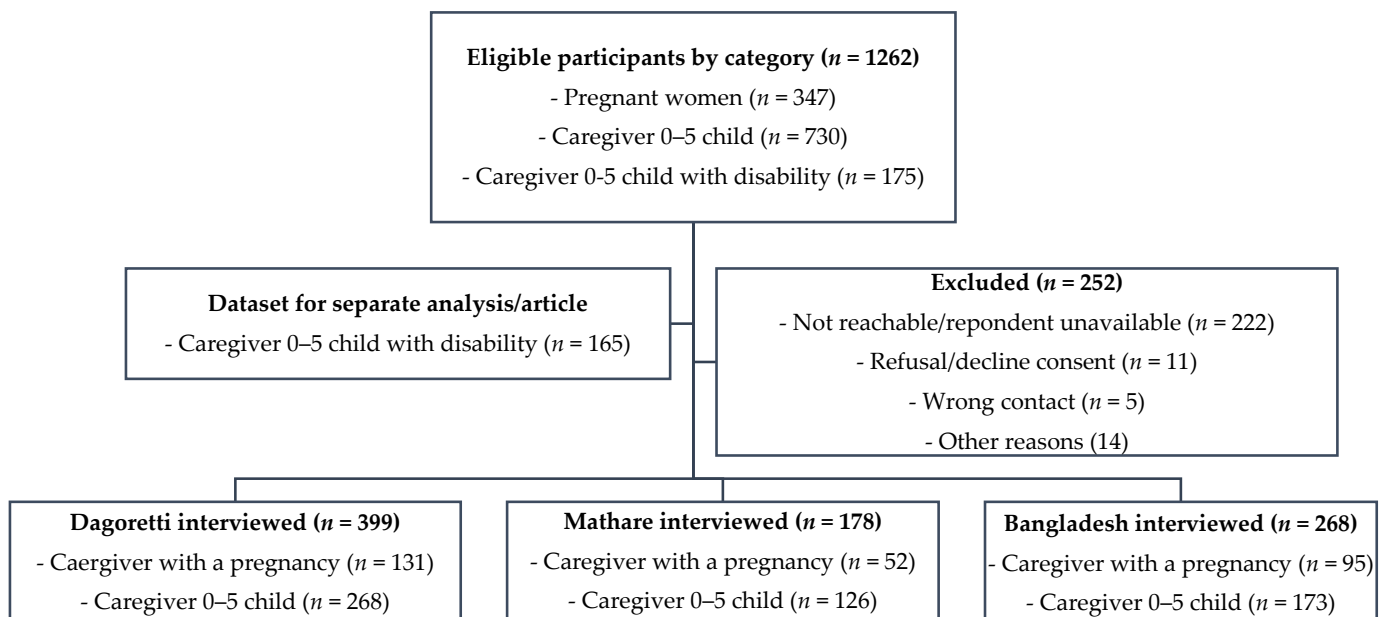 Eligible participants by category (n = 1262)
- Pregnant women (n = 347)
- Caregiver 0–5 child (n = 730)
- Caregiver 0-5 child with disability (n = 175)
Dataset for separate analysis/article
- Caregiver 0–5 child with disability (n = 165)
Excluded (n = 252)
- Not reachable/repondent unavailable (n = 222)
- Refusal/decline consent (n = 11)
- Wrong contact (n = 5)
- Other reasons (14)
Dagoretti interviewed (n = 399)
- Caergiver with a pregnancy (n = 131)
- Caregiver 0–5 child (n = 268)
Mathare interviewed (n = 178)
- Caregiver with a pregnancy (n = 52)
- Caregiver 0–5 child (n = 126)
Bangladesh interviewed (n = 268)
- Caregiver with a pregnancy (n = 95)
- Caregiver 0–5 child (n = 173)